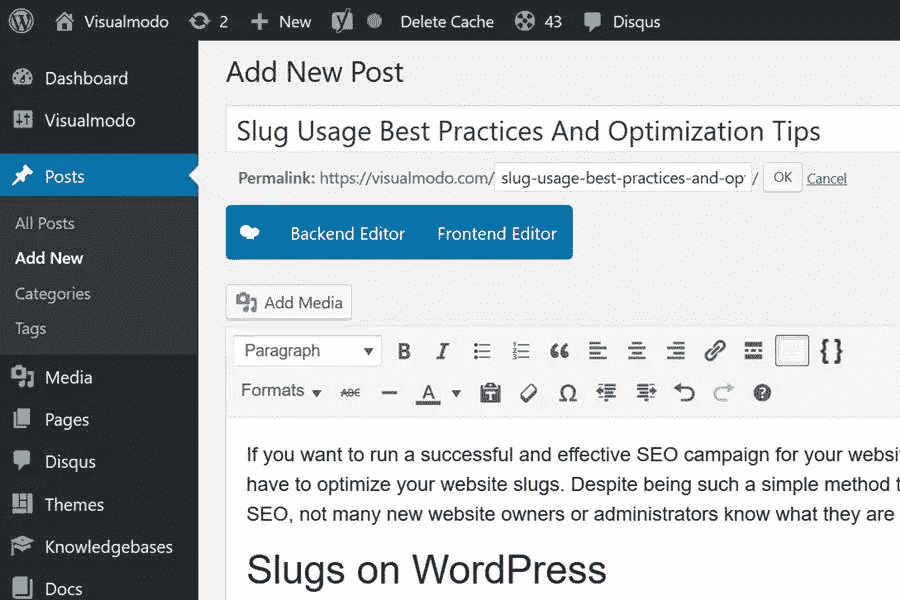 Visualmodo 2 New Delete Cache 43 Disqus
Dashboard
Visualmodo
Posts
All Posts
Add New
Categories
Tags
Media
Pages
Disqus
Themes
Knowledgebases
Docs
Add New Post
Slug Usage Best Practices And Optimization Tips
Permalink: https://visualmodo.com/ slug-usage-best-practices-and-op / OK Cancel
Backend Editor Frontend Editor
Add Media
Paragraph B I
Formats ABC A
If you want to run a successful and effective SEO campaign for your websi
have to optimize your website slugs. Despite being such a simple method t
SEO, not many new website owners or administrators know what they are
Slugs on WordPress